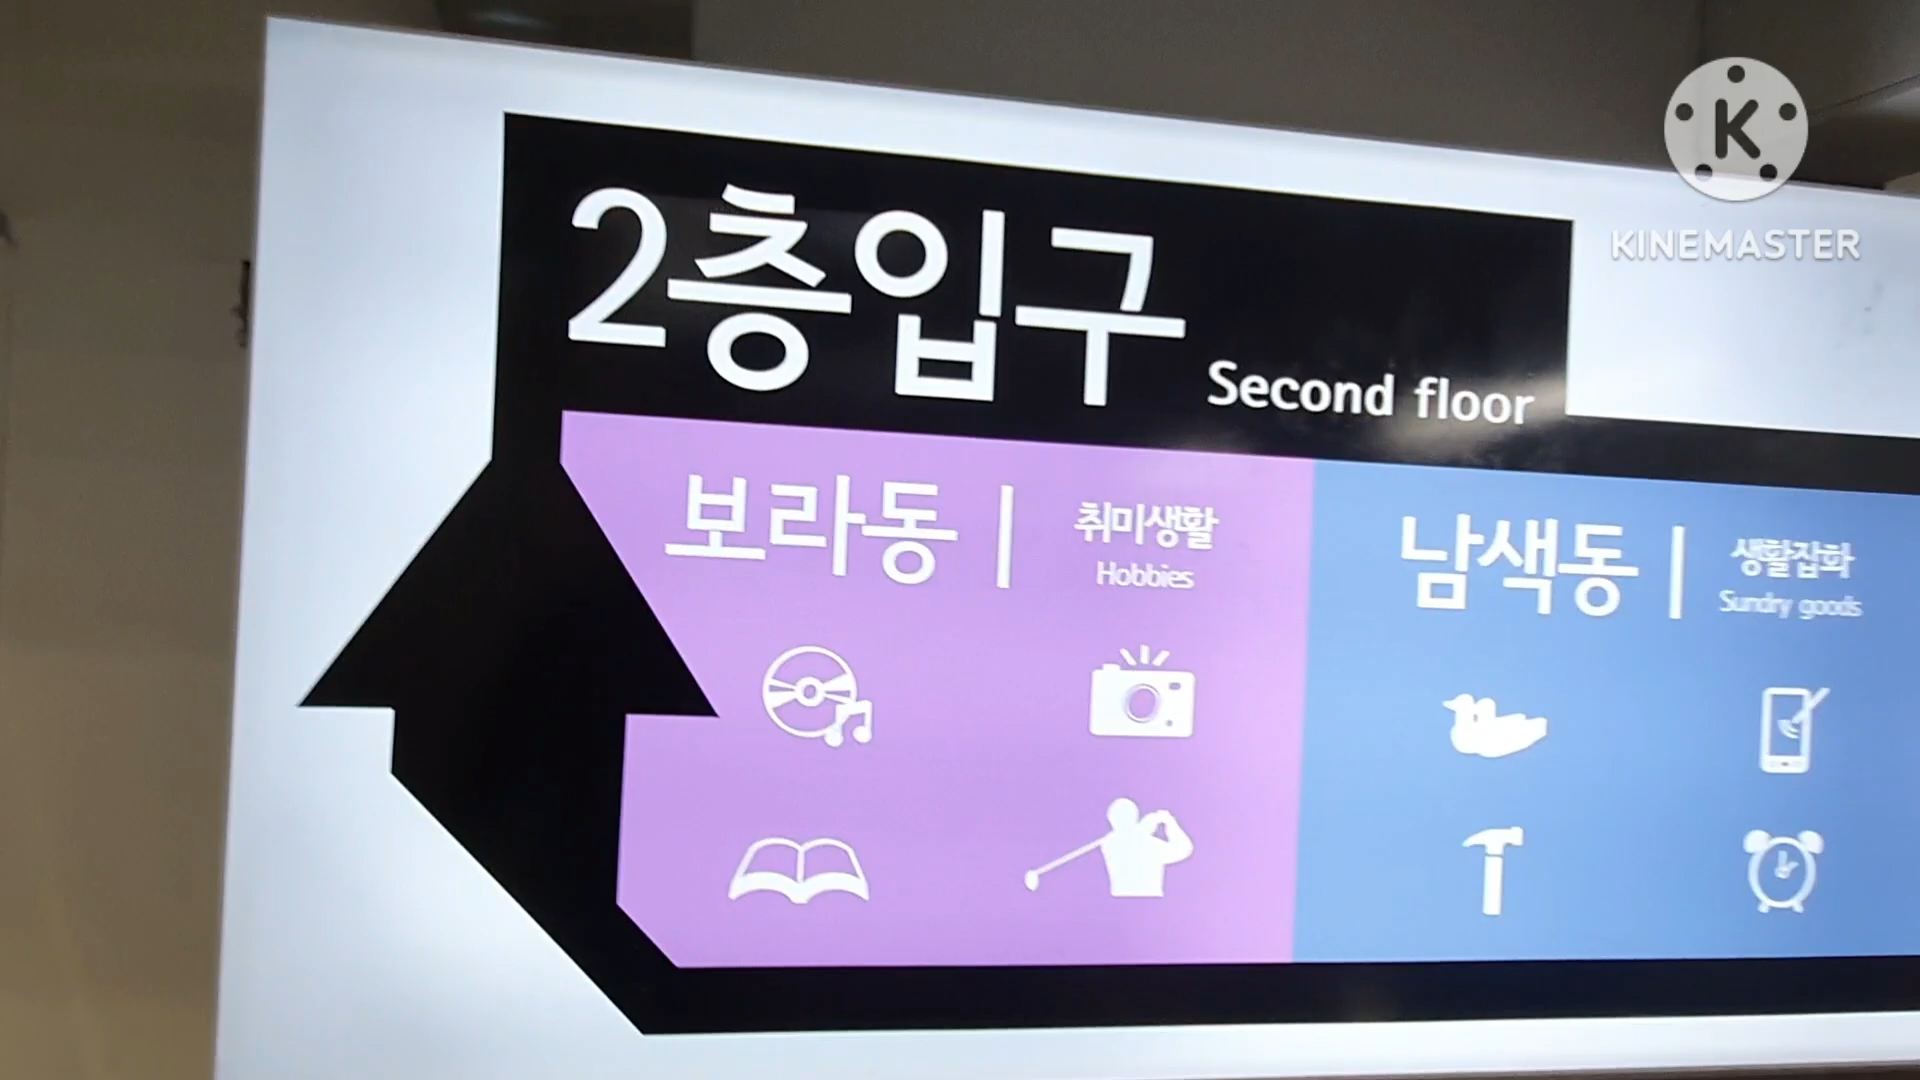 2층입구 Second floor
보라동 | 취미생활
Hobbies
남색동 | 생활잡화
Sundry goods
K
KINEMASTER